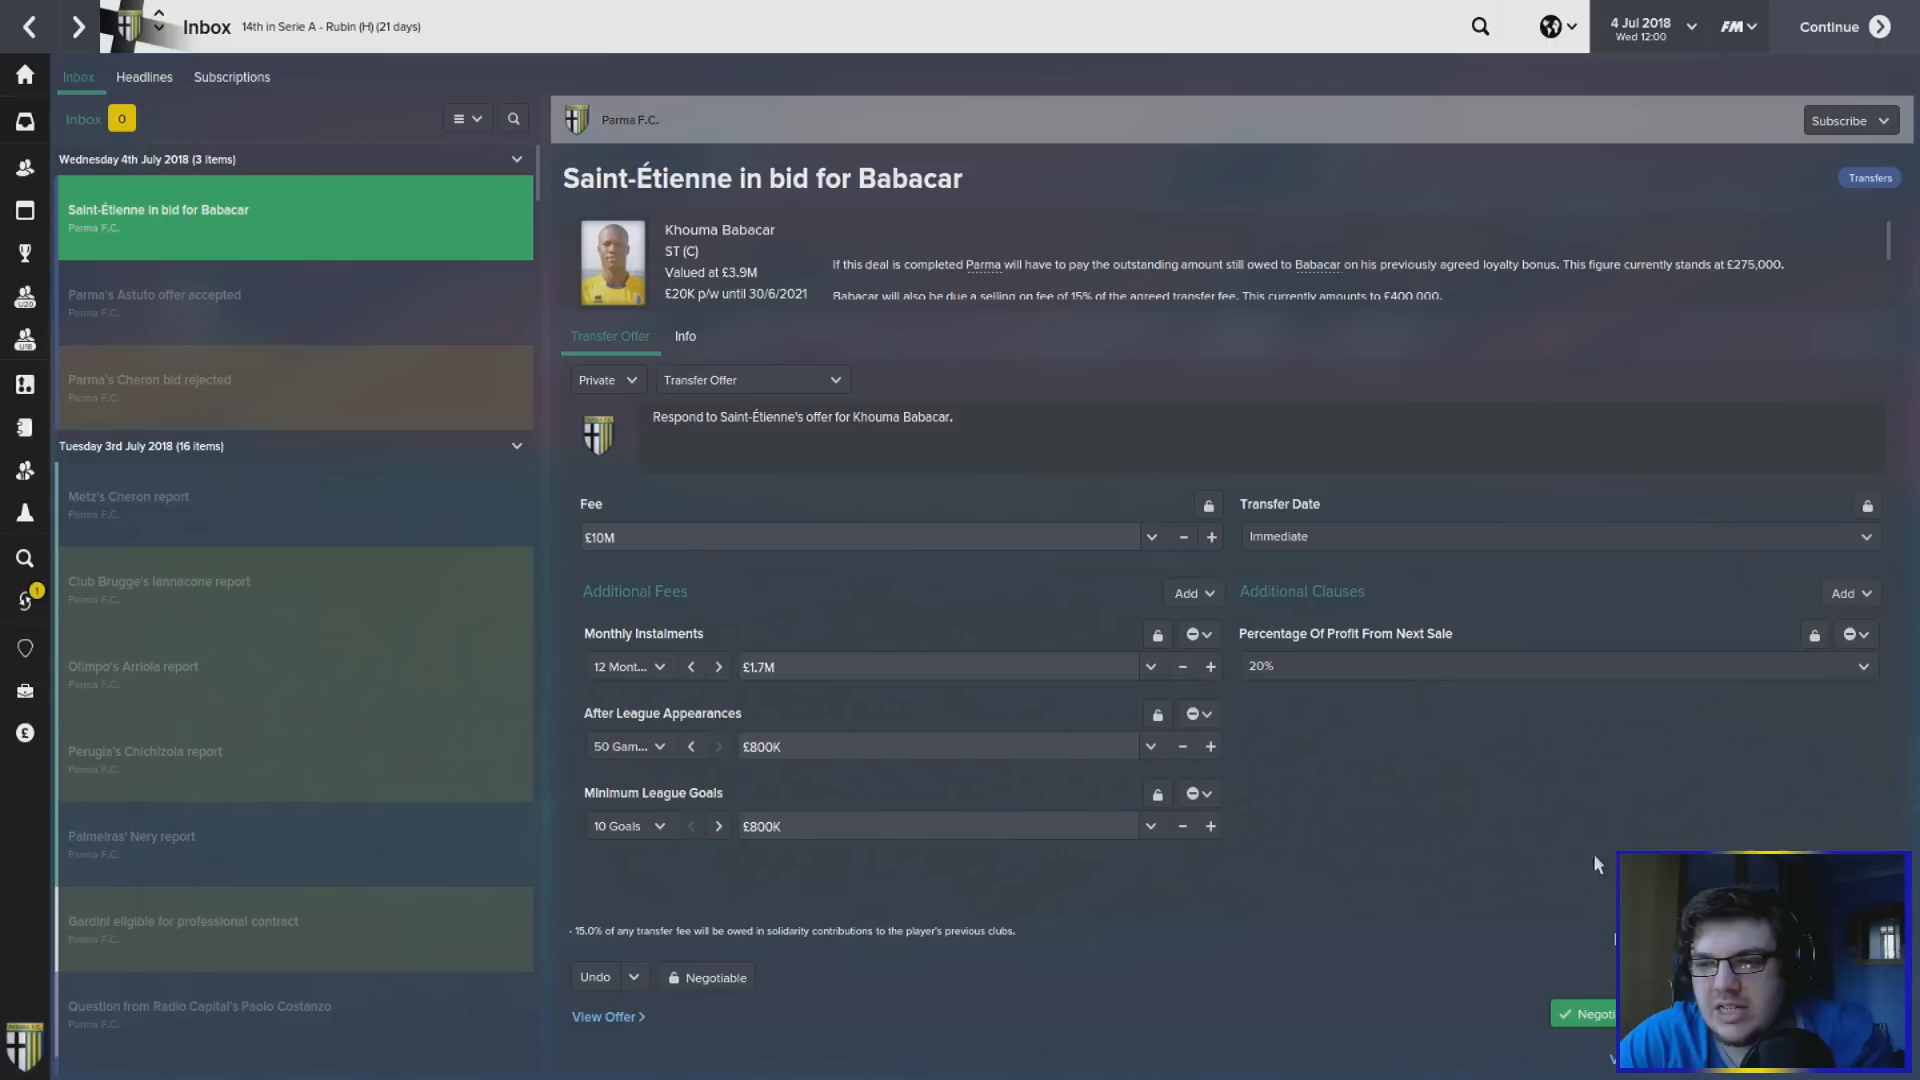 Inbox
14th in Serie A - Rubin (H) (21 days)
4 Jul 2018
Wed 12:00
FM
Continue
Inbox
Headlines
Subscriptions
Inbox
0
Wednesday 4th July 2018 (3 items)
Saint-Étienne in bid for Babacar
Parma F.C.
Parma's Astuto offer accepted
Parma F.C.
Parma's Cheron bid rejected
Parma F.C.
Tuesday 3rd July 2018 (16 items)
Metz's Cheron report
Parma F.C.
Club Brugge's Iannacone report
Parma F.C.
Olimpo's Arriola report
Parma F.C.
Perugia's Chichizola report
Parma F.C.
Palmeiras' Nery report
Parma F.C.
Gardini eligible for professional contract
Parma F.C.
Question from Radio Capital's Paolo Costanzo
Parma F.C.
U20
U18
1
Parma F.C.
Subscribe
Saint-Étienne in bid for Babacar
Transfers
Khouma Babacar
ST (C)
Valued at £3.9M
£20K p/w until 30/6/2021
If this deal is completed Parma will have to pay the outstanding amount still owed to Babacar on his previously agreed loyalty bonus. This figure currently stands at £275,000.
Babacar will also be due a selling on fee of 15% of the agreed transfer fee. This currently amounts to £400,000.
Transfer Offer
Info
Private
Transfer Offer
Respond to Saint-Étienne's offer for Khouma Babacar.
Fee
£10M
Transfer Date
Immediate
Additional Fees
Add
Additional Clauses
Add
Monthly Instalments
12 Mont...
£1.7M
Percentage Of Profit From Next Sale
20%
After League Appearances
50 Gam...
£800K
Minimum League Goals
10 Goals
£800K
- 15.0% of any transfer fee will be owed in solidarity contributions to the player's previous clubs.
Undo
Negotiable
View Offer
Negoti